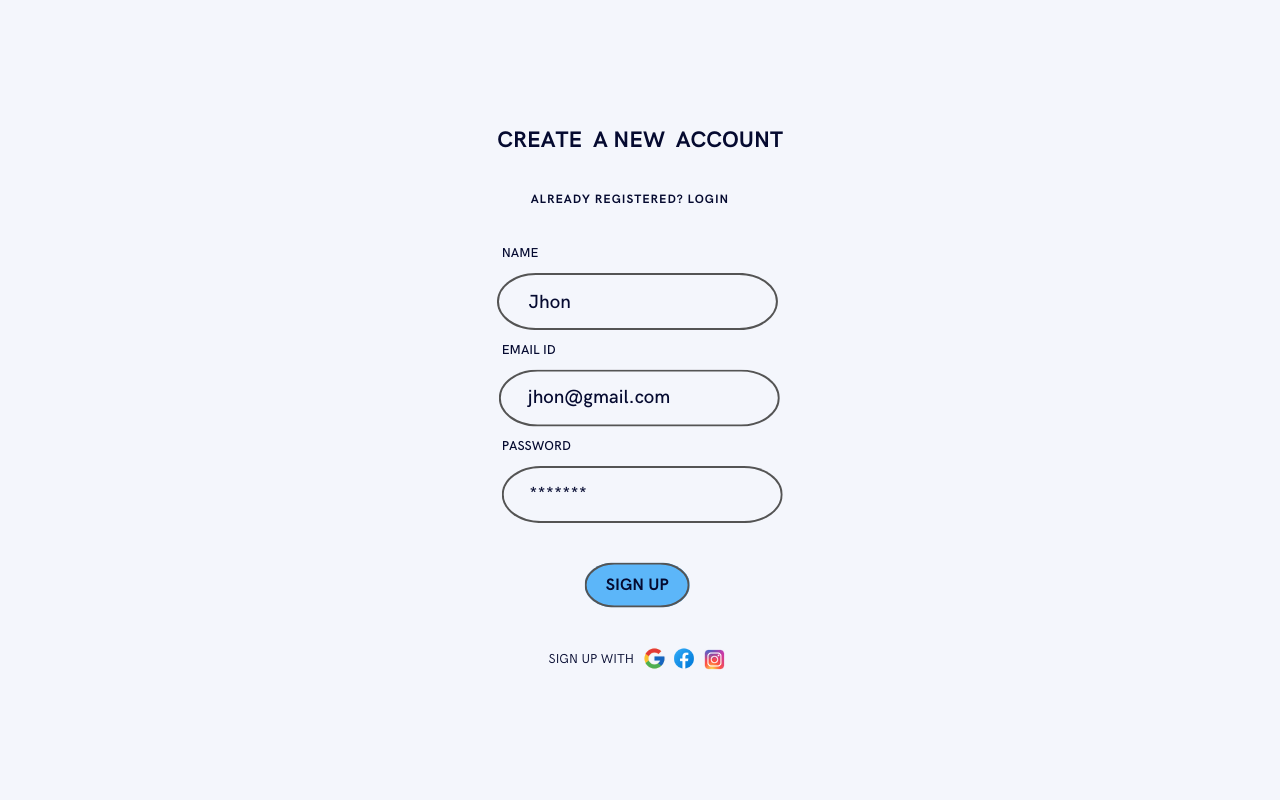 CREATE A NEW ACCOUNT
ALREADY REGISTERED? LOGIN
NAME
Jhon
EMAIL ID
jhon@gmail.com
PASSWORD
*******
SIGN UP
SIGN UP WITH